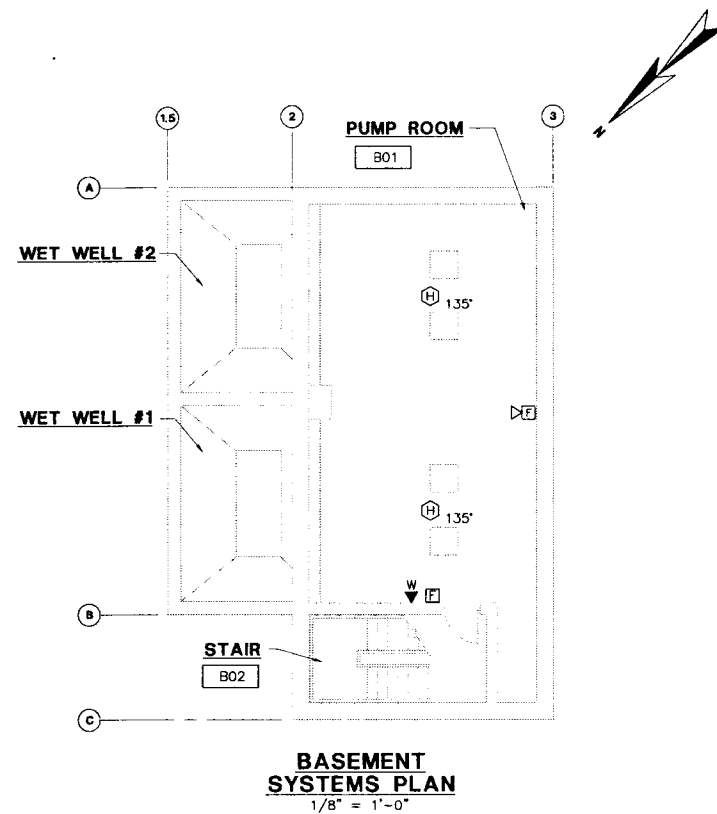 1.5
2
3
PUMP ROOM
B01
N
A
WET WELL #2
H 135°
F
WET WELL #1
H 135°
W
F
B
STAIR
B02
C
BASEMENT
SYSTEMS PLAN
1/8" = 1'-0"